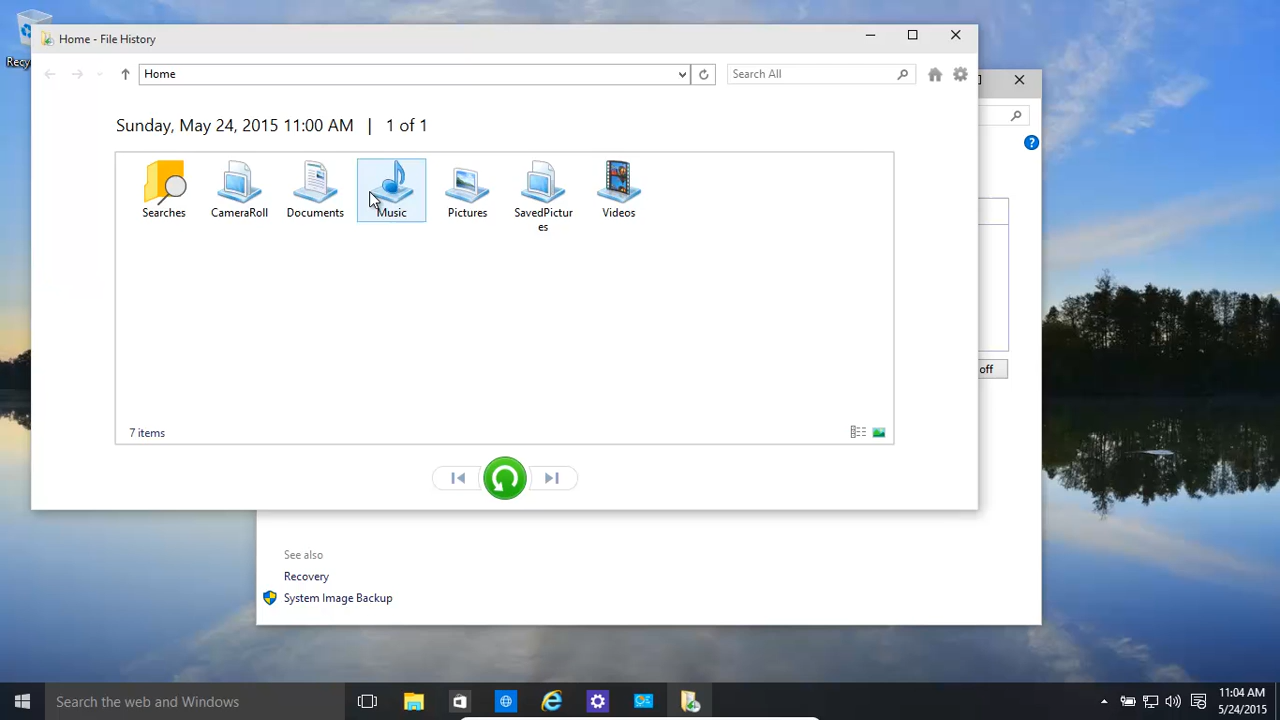 Recy
Home - File History
Home
Search All
Sunday, May 24, 2015 11:00 AM | 1 of 1
Searches
CameraRoll
Documents
Music
Pictures
SavedPictur
es
Videos
7 items
off
See also
Recovery
System Image Backup
Search the web and Windows
11:04 AM
5/24/2015